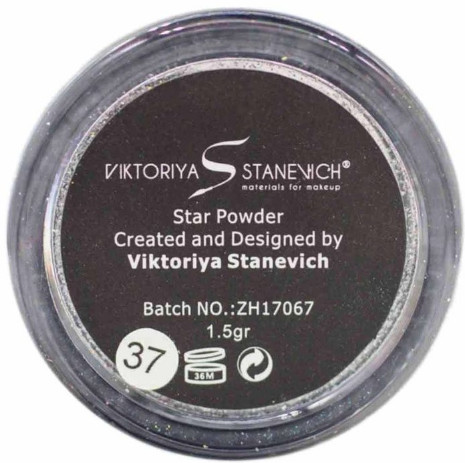 VIKTORIYA S STANEVICH®
materials for makeup
Star Powder
Created and Designed by
Viktoriya Stanevich
Batch NO.:ZH17067
1.5gr
37
36M